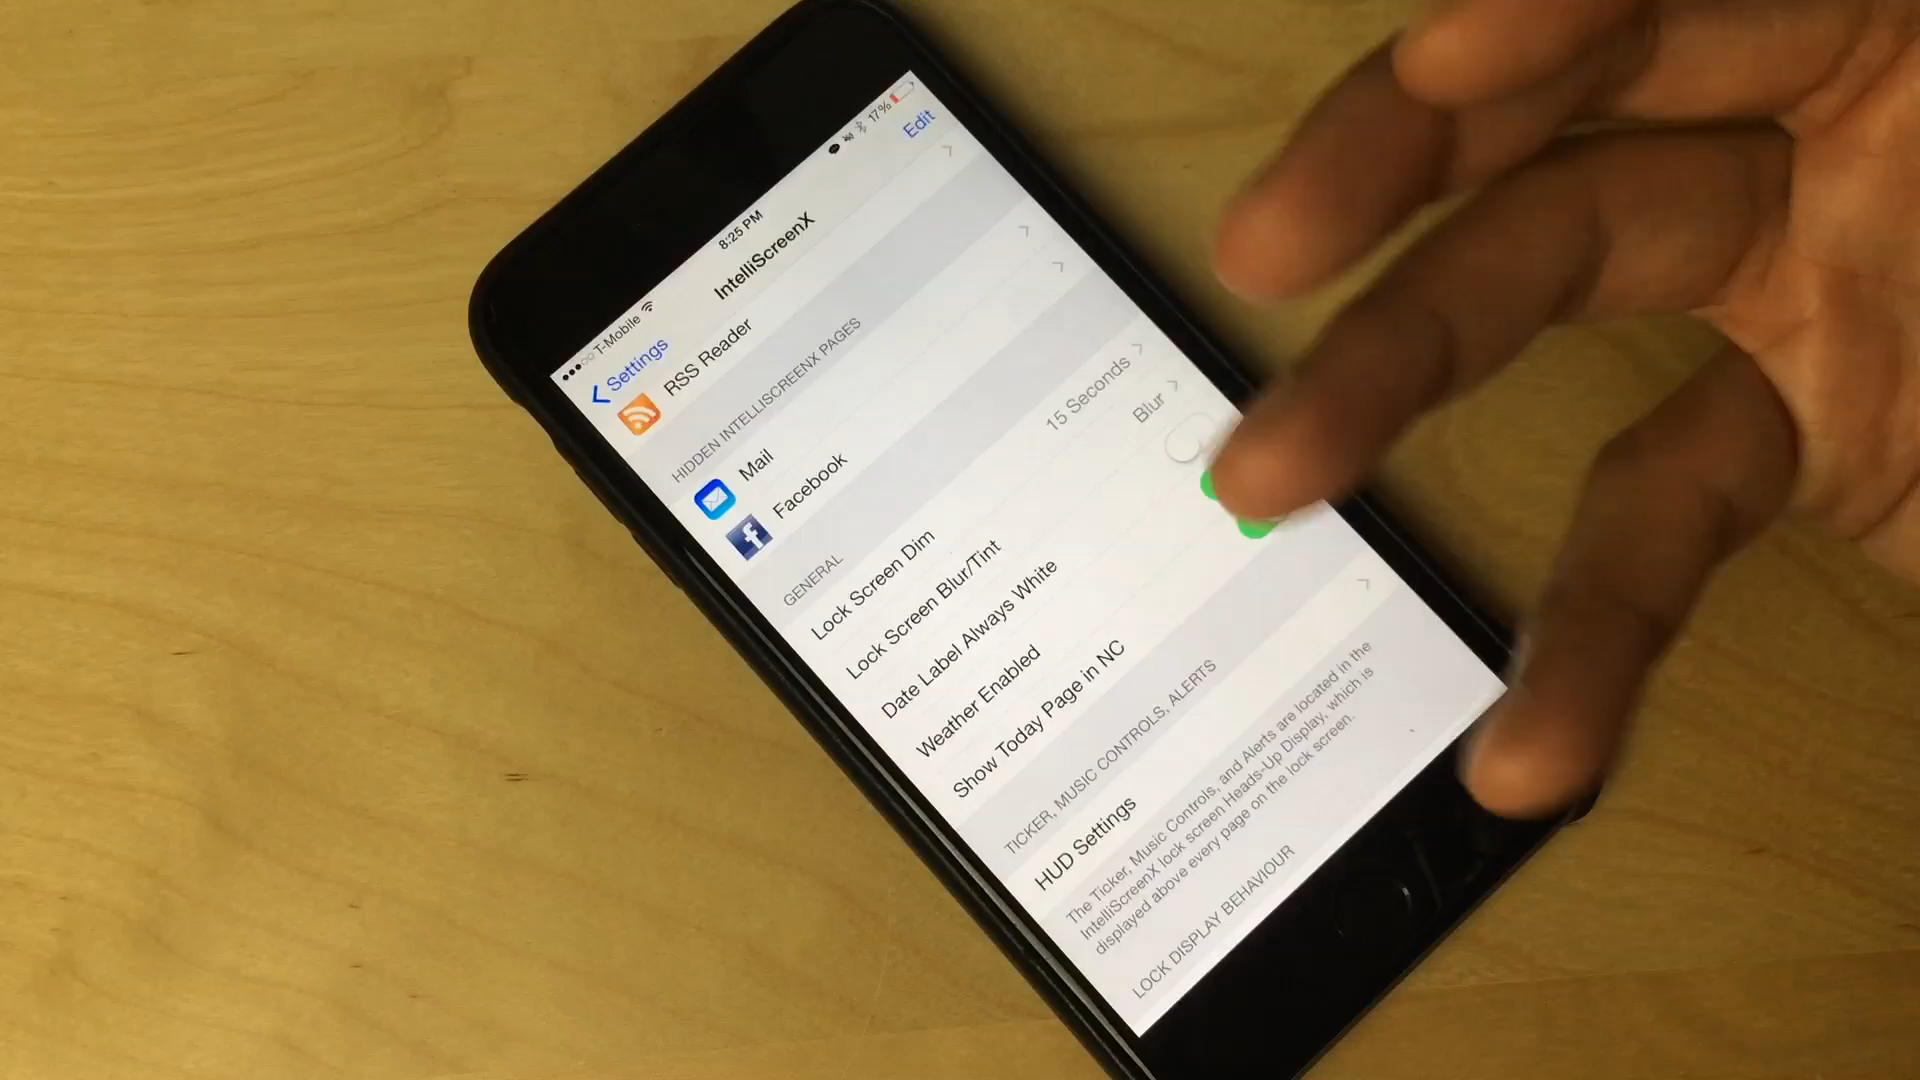 T-Mobile 8:25 PM 17%
Settings IntelliScreenX Edit
RSS Reader
HIDDEN INTELLISCREENX PAGES
Mail
Facebook
GENERAL
Lock Screen Dim 15 Seconds
Lock Screen Blur/Tint Blur
Date Label Always White
Weather Enabled
Show Today Page in NC
TICKER, MUSIC CONTROLS, ALERTS
HUD Settings
The Ticker, Music Controls, and Alerts are located in the
IntelliScreenX lock screen Heads-Up Display, which is
displayed above every page on the lock screen.
LOCK DISPLAY BEHAVIOUR